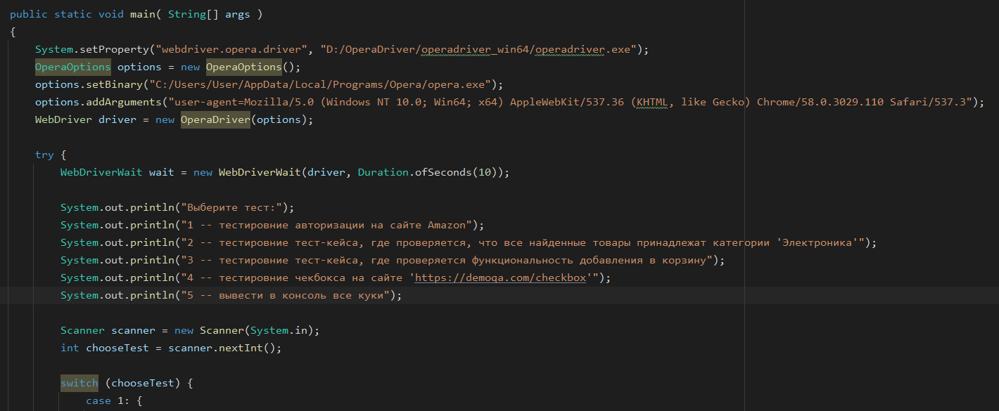 public static void main( String[] args )
{
System.setProperty("webdriver.opera.driver", "D:/OperaDriver/operadriver_win64/operadriver.exe");
OperaOptions options = new OperaOptions();
options.setBinary("C:/Users/User/AppData/Local/Programs/Opera/opera.exe");
options.addArguments("user-agent=Mozilla/5.0 (Windows NT 10.0; Win64; x64) AppleWebKit/537.36 (KHTML, like Gecko) Chrome/58.0.3029.110 Safari/537.3");
WebDriver driver = new OperaDriver(options);
try {
WebDriverWait wait = new WebDriverWait(driver, Duration.ofSeconds(10));
System.out.println("Выберите тест:");
System.out.println("1 -- тестировние авторизации на сайте Amazon");
System.out.println("2 -- тестировние тест-кейса, где проверяется, что все найденные товары принадлежат категории 'Электроника'");
System.out.println("3 -- тестировние тест-кейса, где проверяется функциональность добавления в корзину");
System.out.println("4 -- тестировние чекбокса на сайте 'https://demoqa.com/checkbox'");
System.out.println("5 -- вывести в консоль все куки");
Scanner scanner = new Scanner(System.in);
int chooseTest = scanner.nextInt();
switch (chooseTest) {
case 1: {